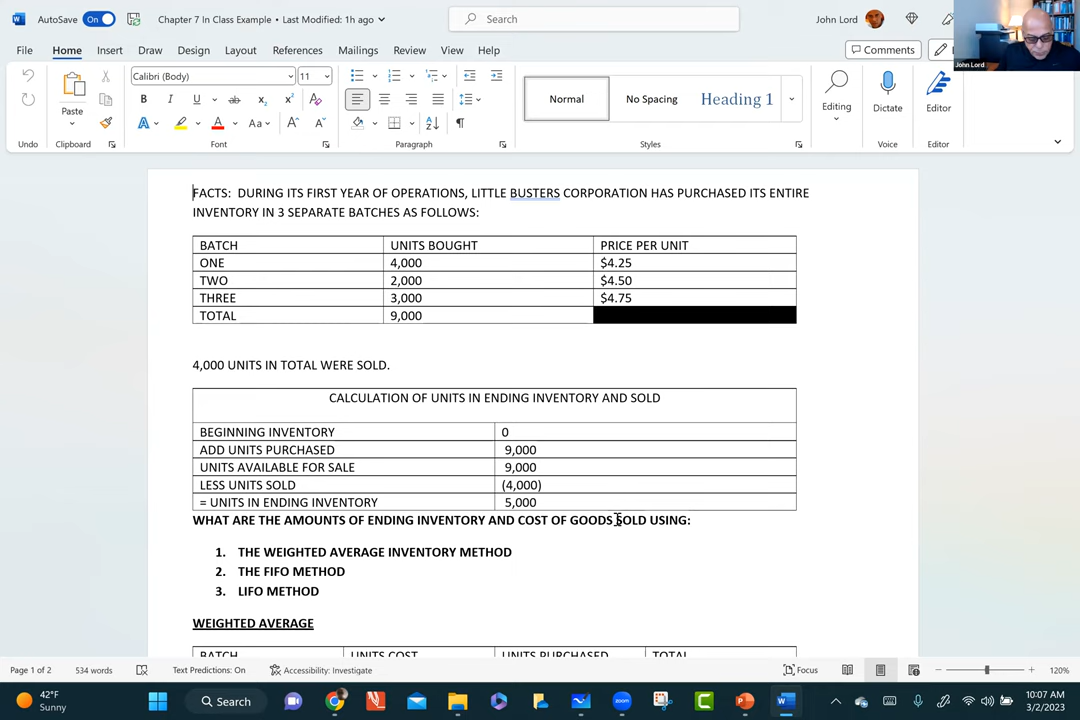 AutoSave On Chapter 7 In Class Example • Last Modified: 1h ago Search John Lord
File Home Insert Draw Design Layout References Mailings Review View Help Comments
John Lord
Calibri (Body) 11
Paste
Normal No Spacing Heading 1
Editing Dictate Editor
Undo Clipboard Font Paragraph Styles Voice Editor
FACTS: DURING ITS FIRST YEAR OF OPERATIONS, LITTLE BUSTERS CORPORATION HAS PURCHASED ITS ENTIRE
INVENTORY IN 3 SEPARATE BATCHES AS FOLLOWS:
BATCH UNITS BOUGHT PRICE PER UNIT
ONE 4,000 $4.25
TWO 2,000 $4.50
THREE 3,000 $4.75
TOTAL 9,000
4,000 UNITS IN TOTAL WERE SOLD.
CALCULATION OF UNITS IN ENDING INVENTORY AND SOLD
BEGINNING INVENTORY 0
ADD UNITS PURCHASED 9,000
UNITS AVAILABLE FOR SALE 9,000
LESS UNITS SOLD (4,000)
= UNITS IN ENDING INVENTORY 5,000
WHAT ARE THE AMOUNTS OF ENDING INVENTORY AND COST OF GOODS SOLD USING:
1. THE WEIGHTED AVERAGE INVENTORY METHOD
2. THE FIFO METHOD
3. LIFO METHOD
WEIGHTED AVERAGE
BATCH UNITS COST UNITS PURCHASED TOTAL
Page 1 of 2 534 words Text Predictions: On Accessibility: Investigate Focus 120%
42°F
Sunny
Search
10:07 AM
3/2/2023